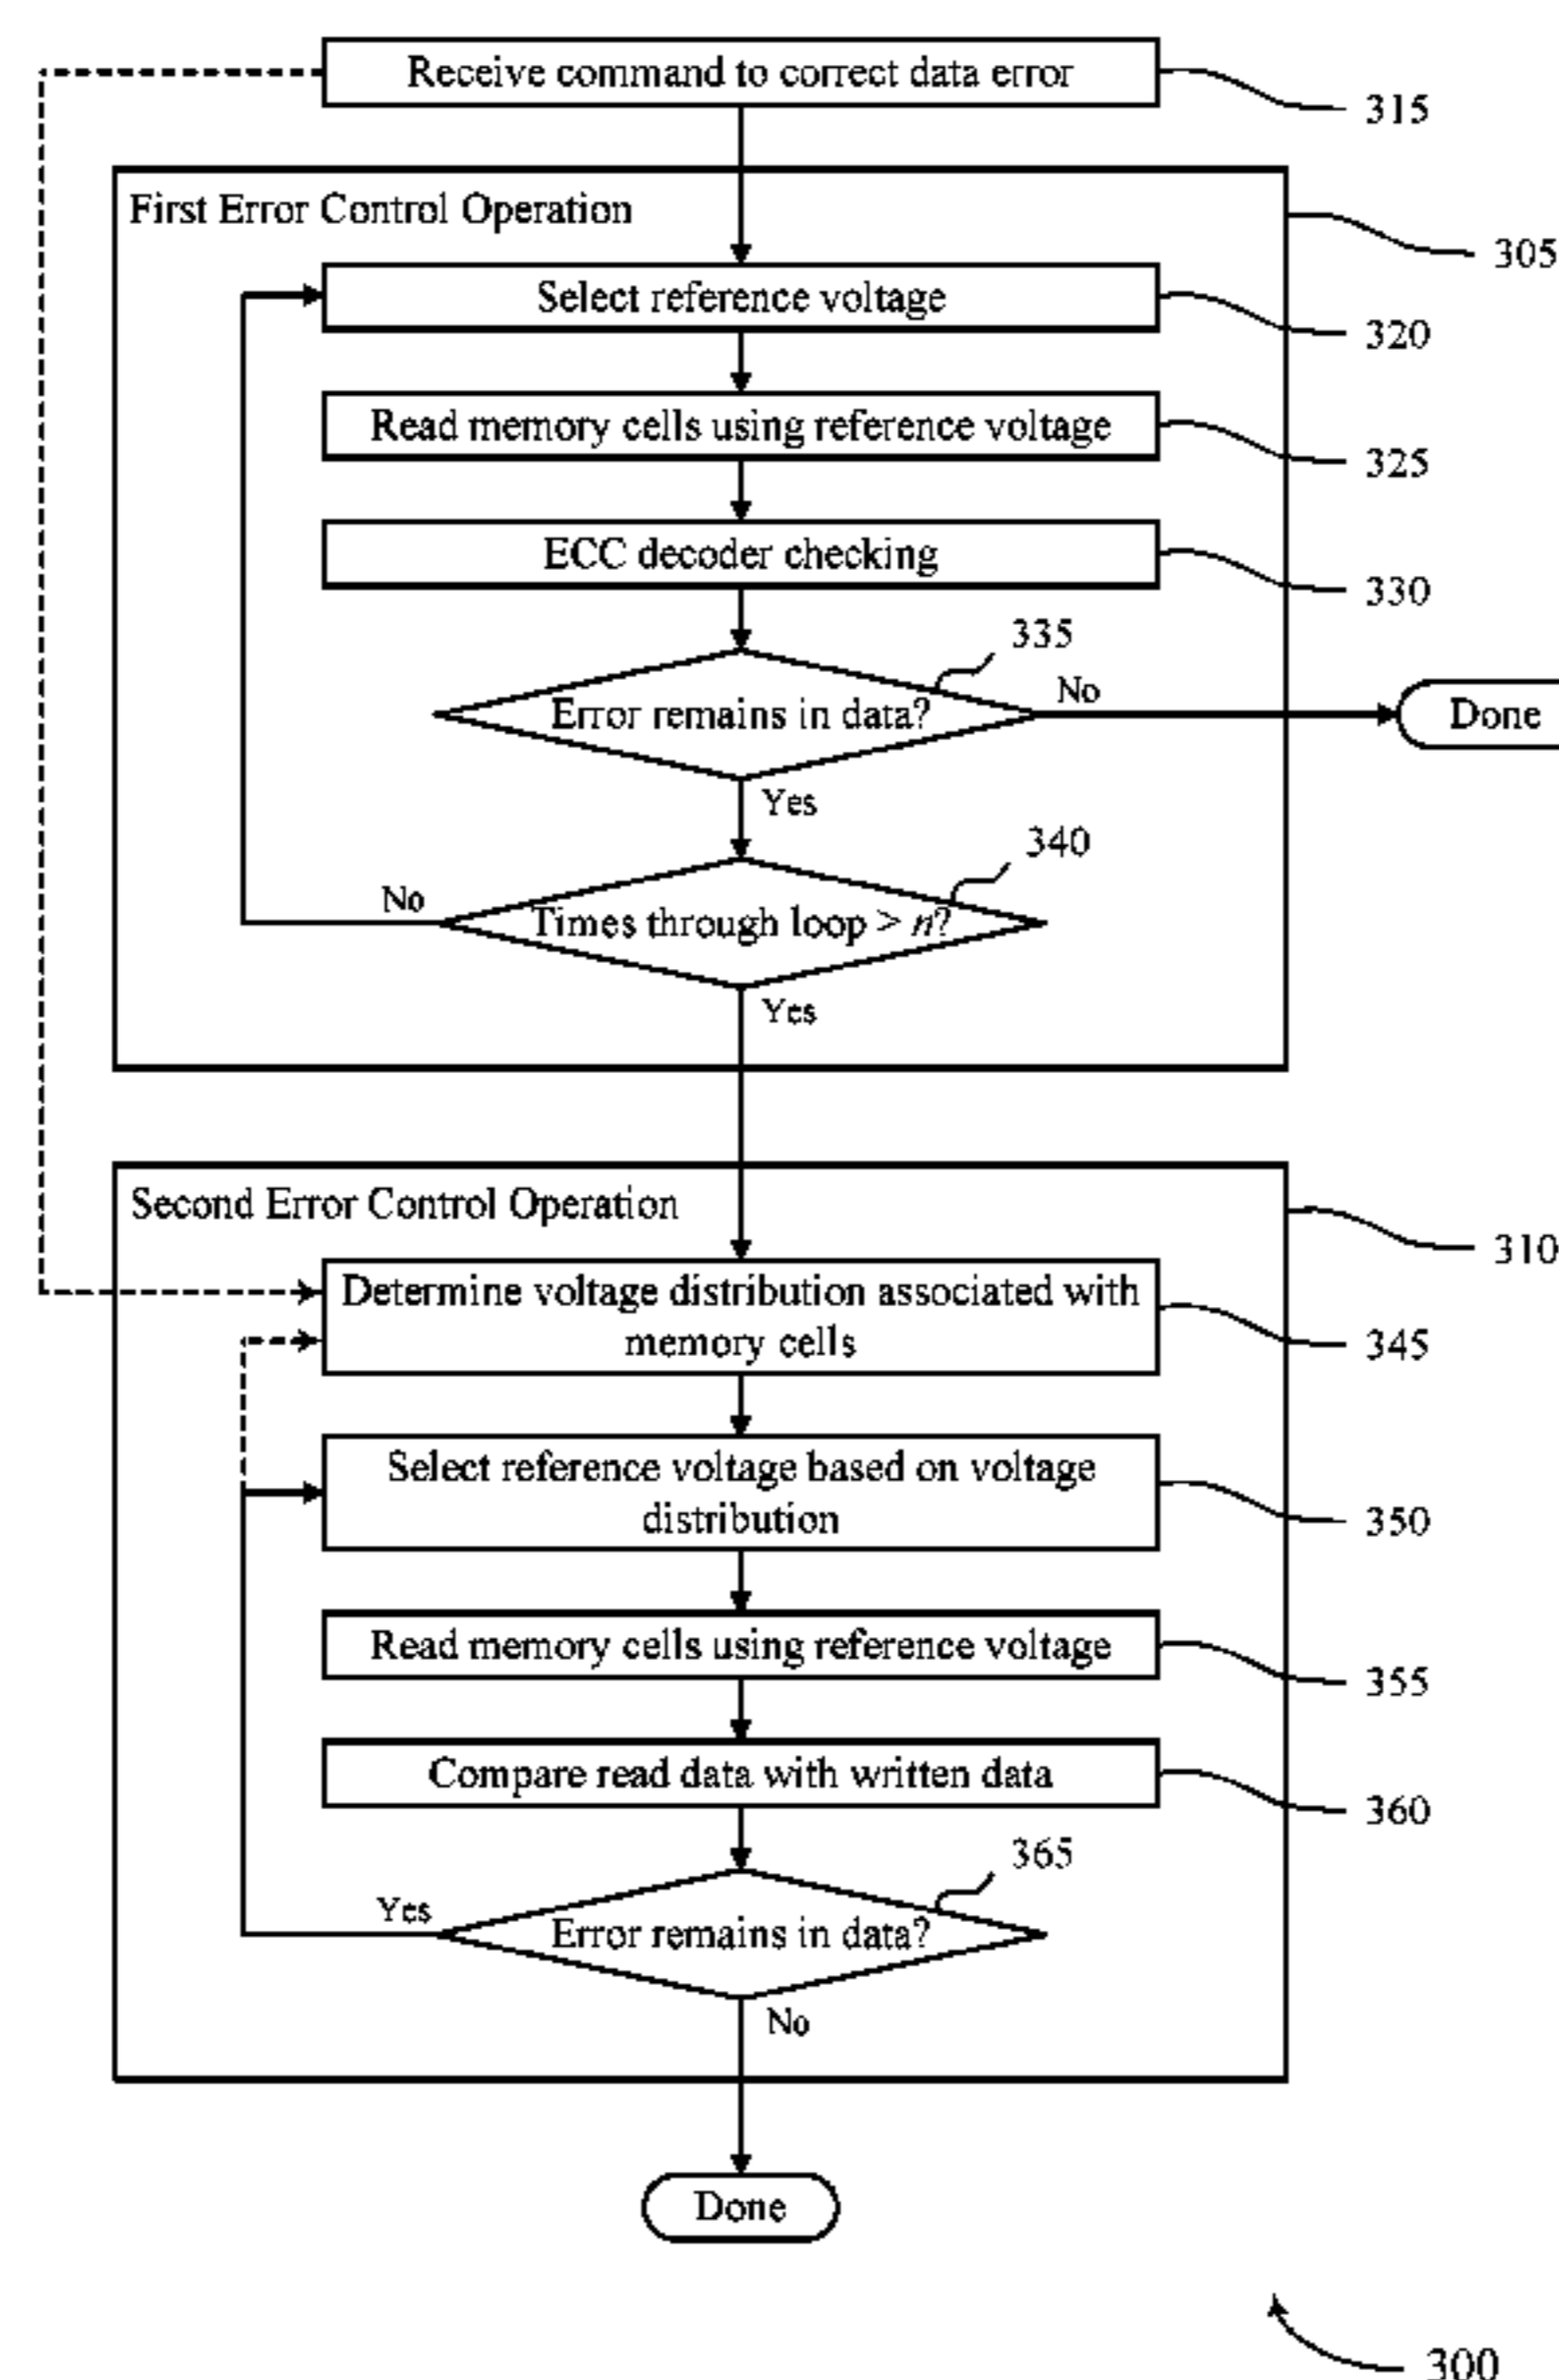 Receive command to correct data error
315
First Error Control Operation
305
Select reference voltage
320
Read memory cells using reference voltage
325
ECC decoder checking
330
335
Error remains in data?
No
Done
Yes
340
No
Times through loop > n?
Yes
Second Error Control Operation
310
Determine voltage distribution associated with
memory cells
345
Select reference voltage based on voltage
distribution
350
Read memory cells using reference voltage
355
Compare read data with written data
360
365
Yes
Error remains in data?
No
Done
300